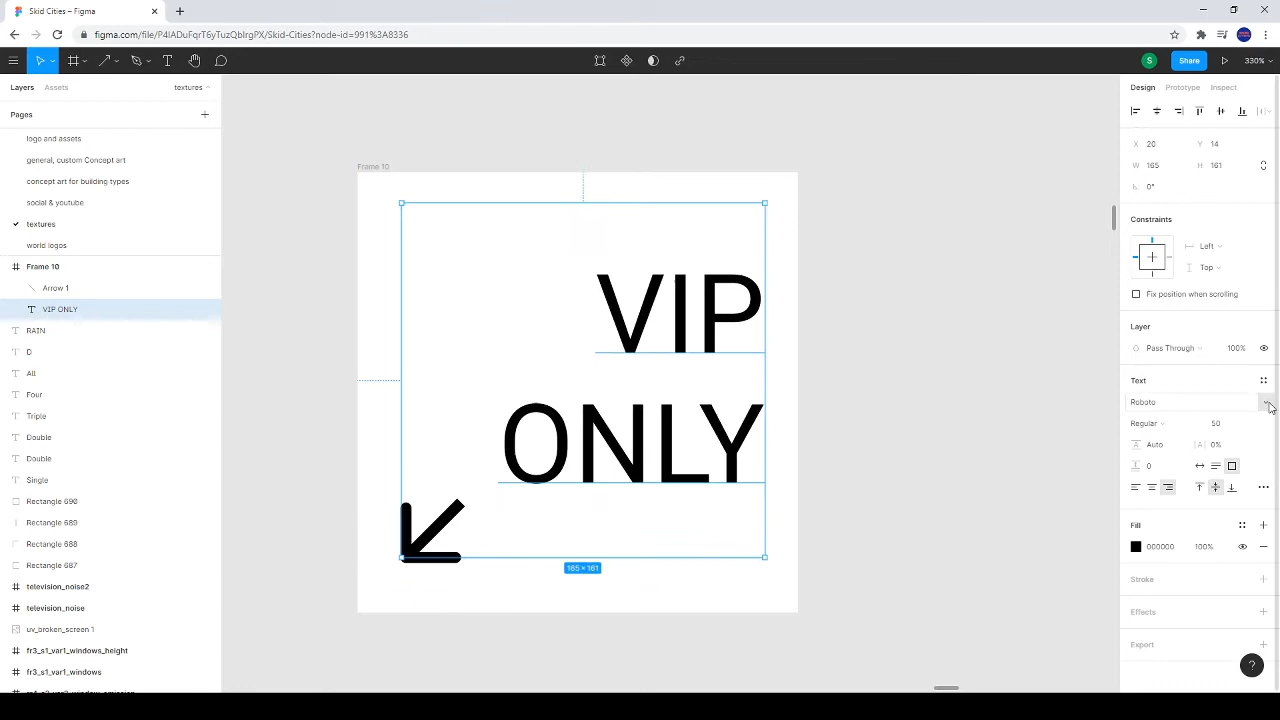 Skid Cities – Figma
figma.com/file/P4IADuFqrT6yTuzQbIrgPX/Skid-Cities?node-id=991%3A8336
S
Share
330%
Layers
Assets
textures
Design
Prototype
Inspect
Pages
logo and assets
general, custom Concept art
concept art for building types
social & youtube
textures
world logos
Frame 10
Arrow 1
VIP ONLY
RAIN
D
All
Four
Triple
Double
Double
Single
Rectangle 690
Rectangle 689
Rectangle 688
Rectangle 687
television_noise2
television_noise
uv_broken_screen 1
fr3_s1_var1_windows_height
fr3_s1_var1_windows
Frame 10
VIP
ONLY
165 × 161
X 20
Y 14
W 165
H 161
0°
Constraints
Left
Top
Fix position when scrolling
Layer
Pass Through
100%
Text
Roboto
Regular
50
Auto
0%
0
Fill
000000
100%
Stroke
Effects
Export
?